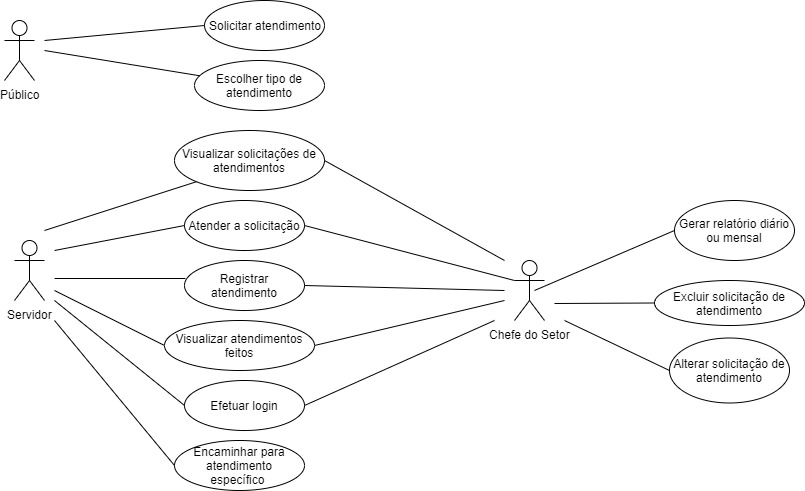 Solicitar atendimento
Escolher tipo de
atendimento
Público
Visualizar solicitações de
atendimentos
Atender a solicitação
Registrar
atendimento
Servidor
Visualizar atendimentos
feitos
Efetuar login
Encaminhar para
atendimento
específico
Chefe do Setor
Gerar relatório diário
ou mensal
Excluir solicitação de
atendimento
Alterar solicitação de
atendimento